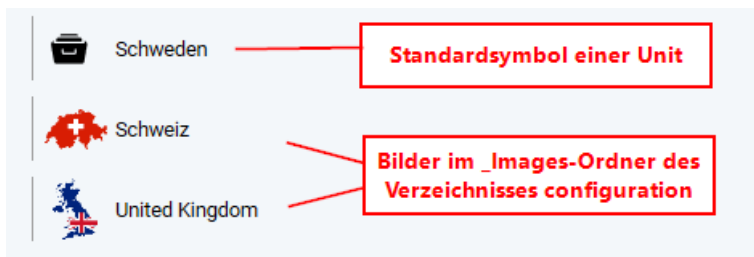 Schweden
Standardsymbol einer Unit
Schweiz
Bilder im _Images-Ordner des
Verzeichnisses configuration
United Kingdom